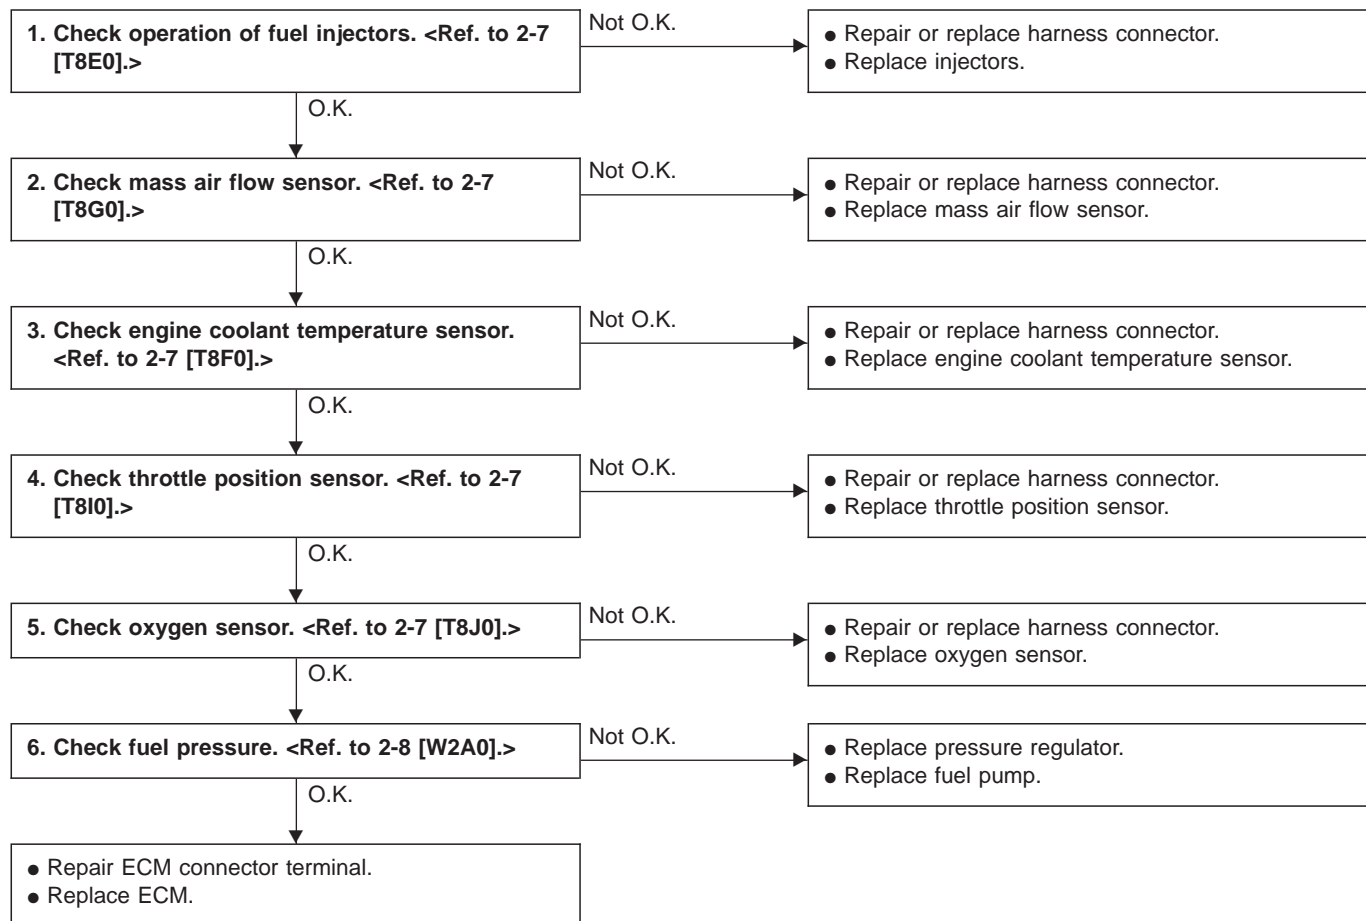 1. Check operation of fuel injectors. <Ref. to 2-7
[T8E0].>
Not O.K.
● Repair or replace harness connector.
● Replace injectors.
O.K.
2. Check mass air flow sensor. <Ref. to 2-7
[T8G0].>
Not O.K.
● Repair or replace harness connector.
● Replace mass air flow sensor.
O.K.
3. Check engine coolant temperature sensor.
<Ref. to 2-7 [T8F0].>
Not O.K.
● Repair or replace harness connector.
● Replace engine coolant temperature sensor.
O.K.
4. Check throttle position sensor. <Ref. to 2-7
[T8I0].>
Not O.K.
● Repair or replace harness connector.
● Replace throttle position sensor.
O.K.
5. Check oxygen sensor. <Ref. to 2-7 [T8J0].>
Not O.K.
● Repair or replace harness connector.
● Replace oxygen sensor.
O.K.
6. Check fuel pressure. <Ref. to 2-8 [W2A0].>
Not O.K.
● Replace pressure regulator.
● Replace fuel pump.
O.K.
● Repair ECM connector terminal.
● Replace ECM.